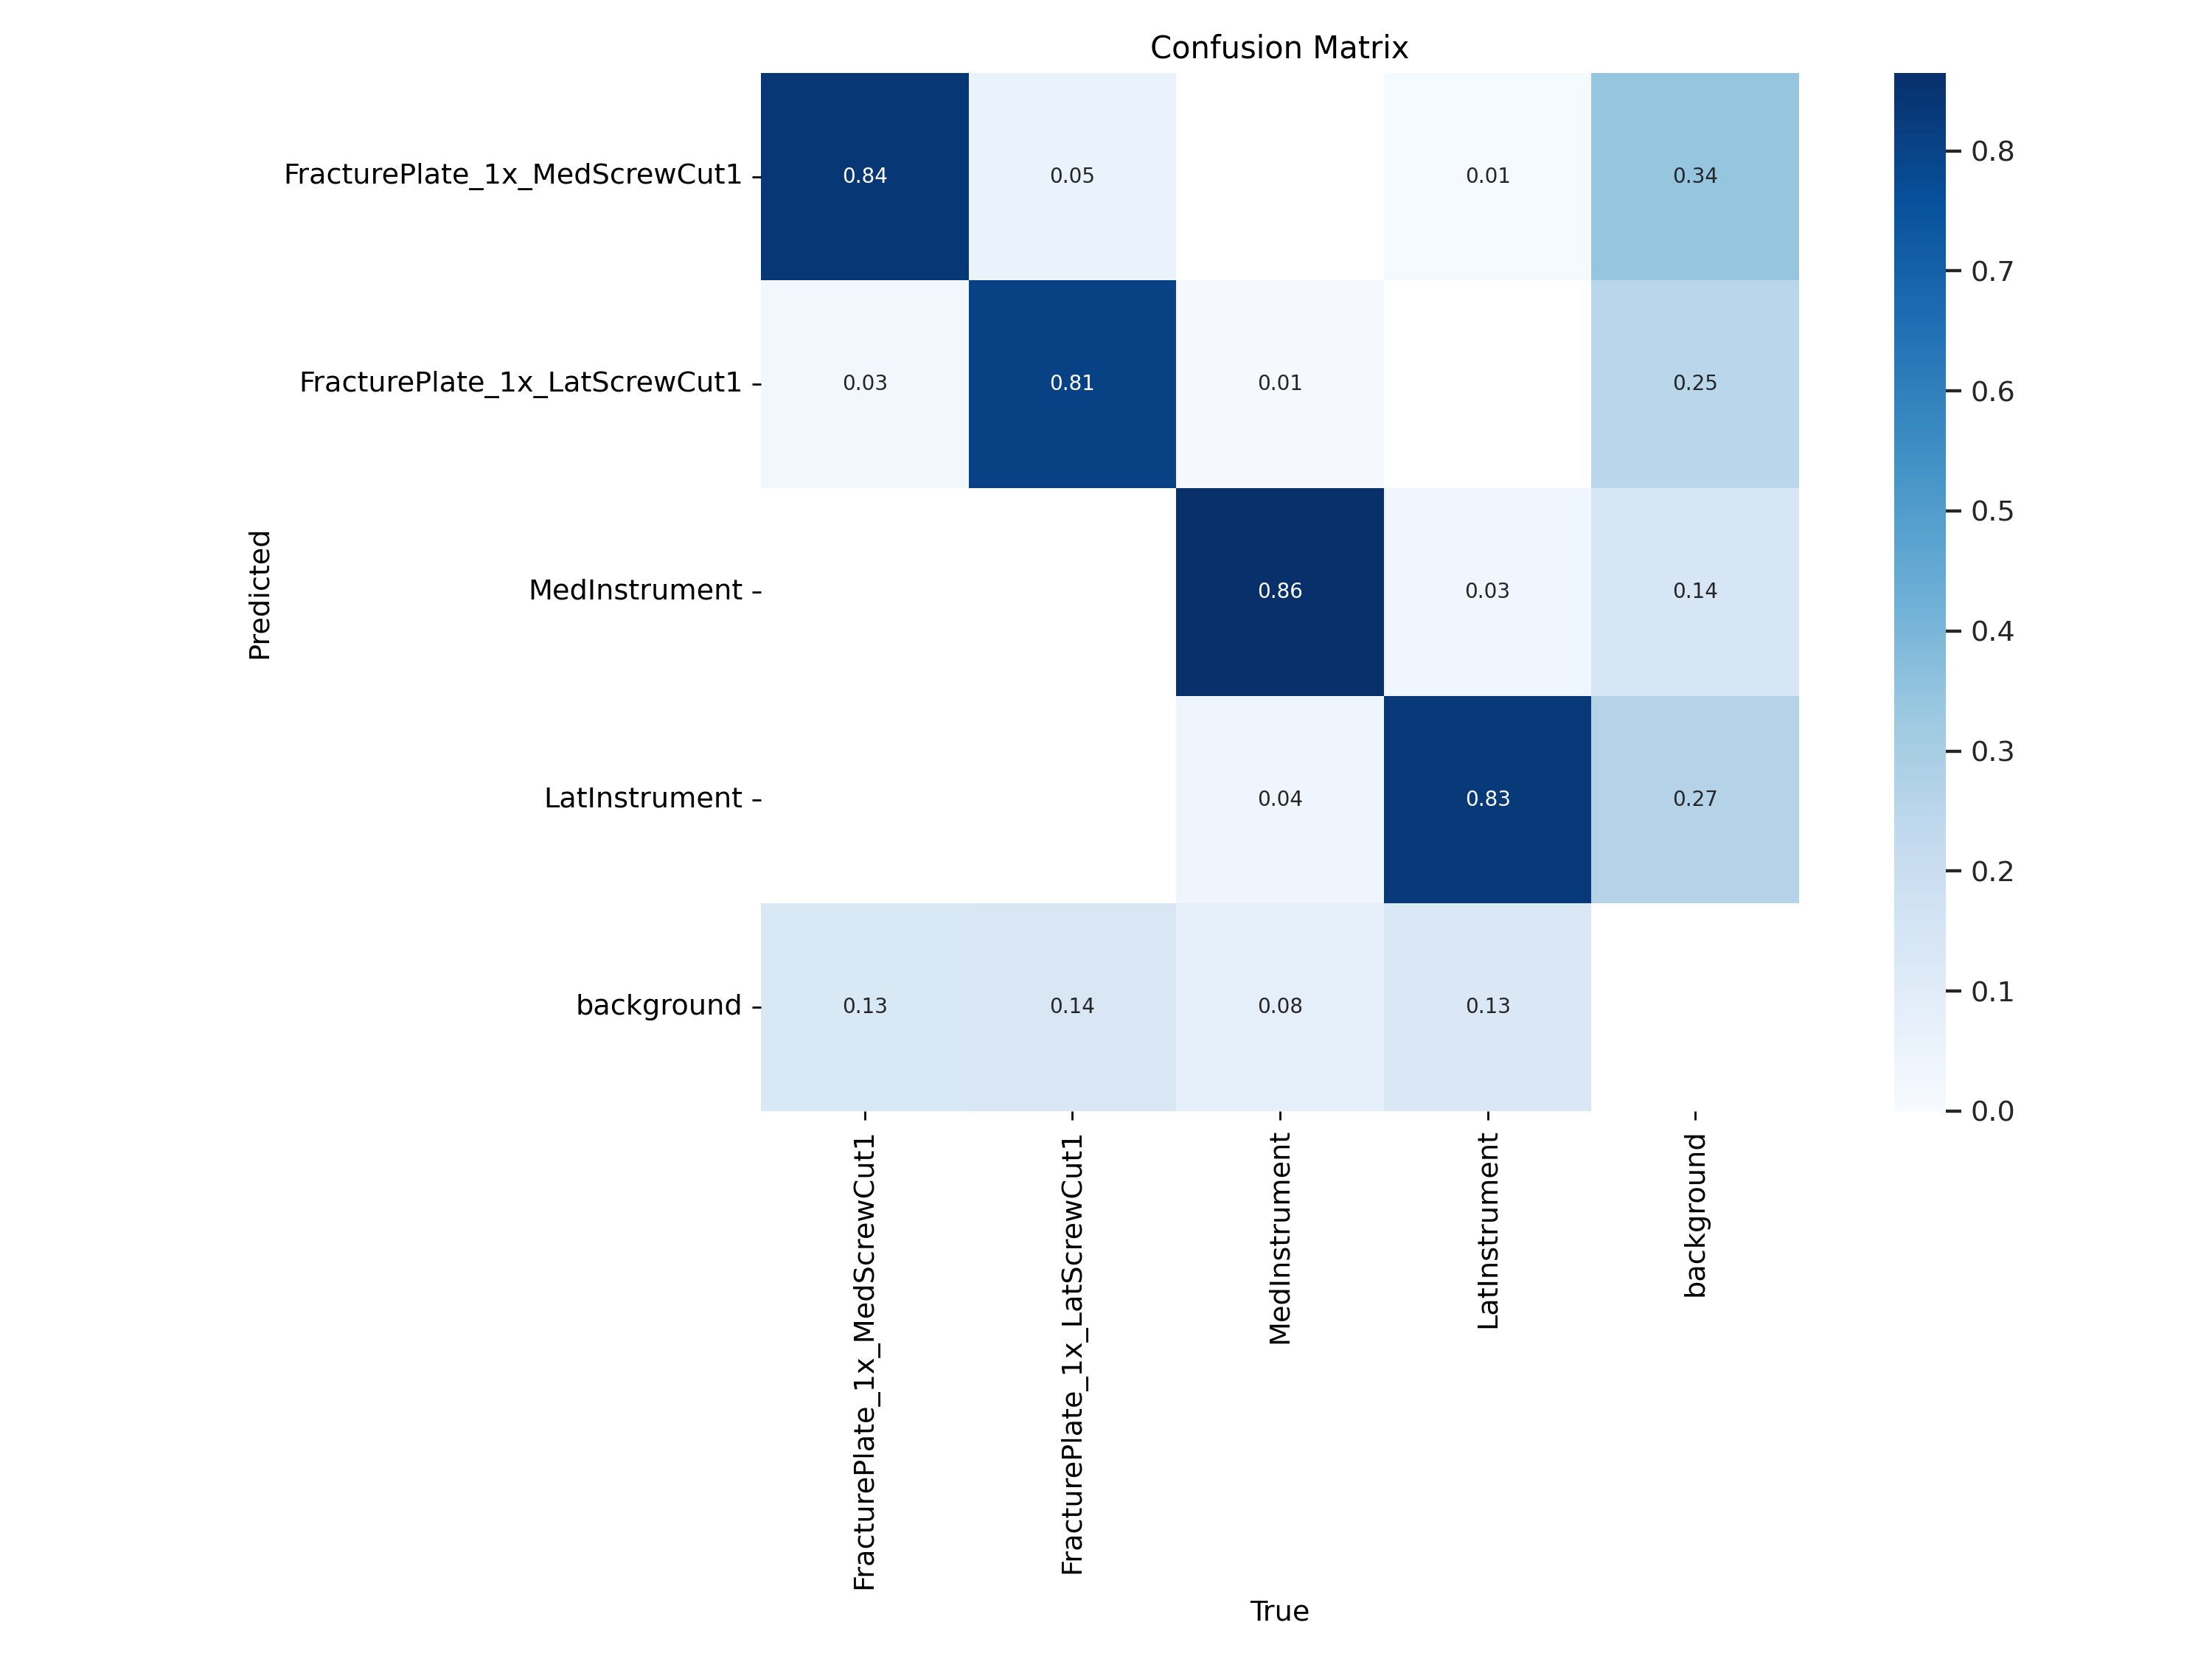 Confusion Matrix
FracturePlate_1x_MedScrewCut1
0.84 0.05 0.01 0.34
0.8
0.7
FracturePlate_1x_LatScrewCut1
0.03 0.81 0.01 0.25
0.6
0.5
Predicted
MedInstrument
0.86 0.03 0.14
0.4
0.3
LatInstrument
0.04 0.83 0.27
0.2
background
0.13 0.14 0.08 0.13
0.1
0.0
FracturePlate_1x_MedScrewCut1
FracturePlate_1x_LatScrewCut1
MedInstrument
LatInstrument
background
True